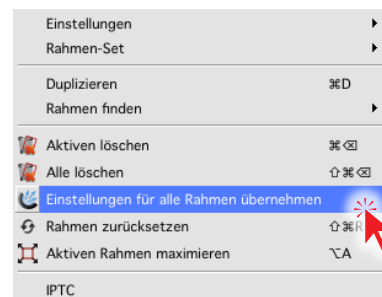 Einstellungen
Rahmen-Set
Duplizieren ⌘D
Rahmen finden
Aktiven löschen ⌘⌫
Alle löschen ⇧⌘⌫
Einstellungen für alle Rahmen übernehmen
Rahmen zurücksetzen ⇧⌘R
Aktiven Rahmen maximieren ⌥A
IPTC